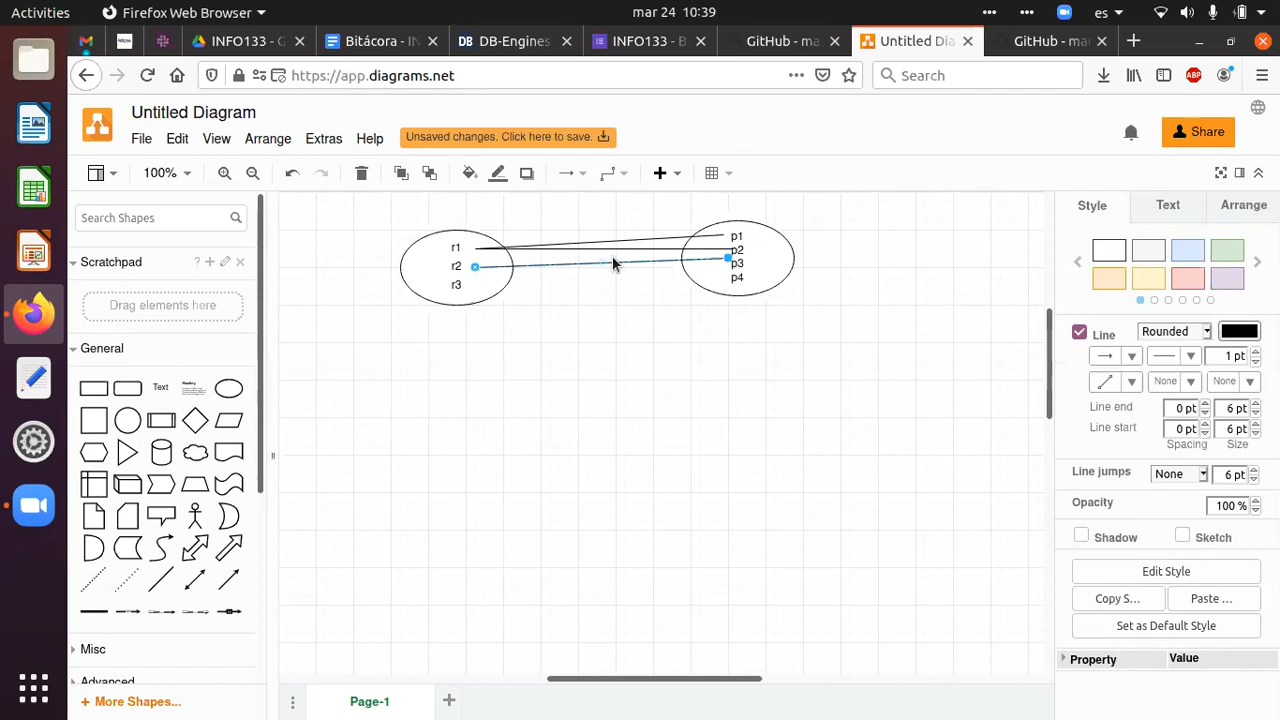 Activities
Firefox Web Browser
mar 24 10:39
es
INFO133 - G
Bitácora - IN
DB-Engines
INFO133 - B
GitHub - ma
Untitled Dia
GitHub - ma
https://app.diagrams.net
Search
ABP
Untitled Diagram
File Edit View Arrange Extras Help
Unsaved changes. Click here to save.
Share
100%
Search Shapes
Scratchpad
Drag elements here
General
Text
Heading
Misc
Advanced
More Shapes...
r1
r2
r3
p1
p2
p3
p4
Style Text Arrange
Line Rounded
1 pt
None None
Line end 0 pt 6 pt
Line start 0 pt 6 pt
Spacing Size
Line jumps None 6 pt
Opacity 100 %
Shadow Sketch
Edit Style
Copy S... Paste ...
Set as Default Style
Property Value
Page-1